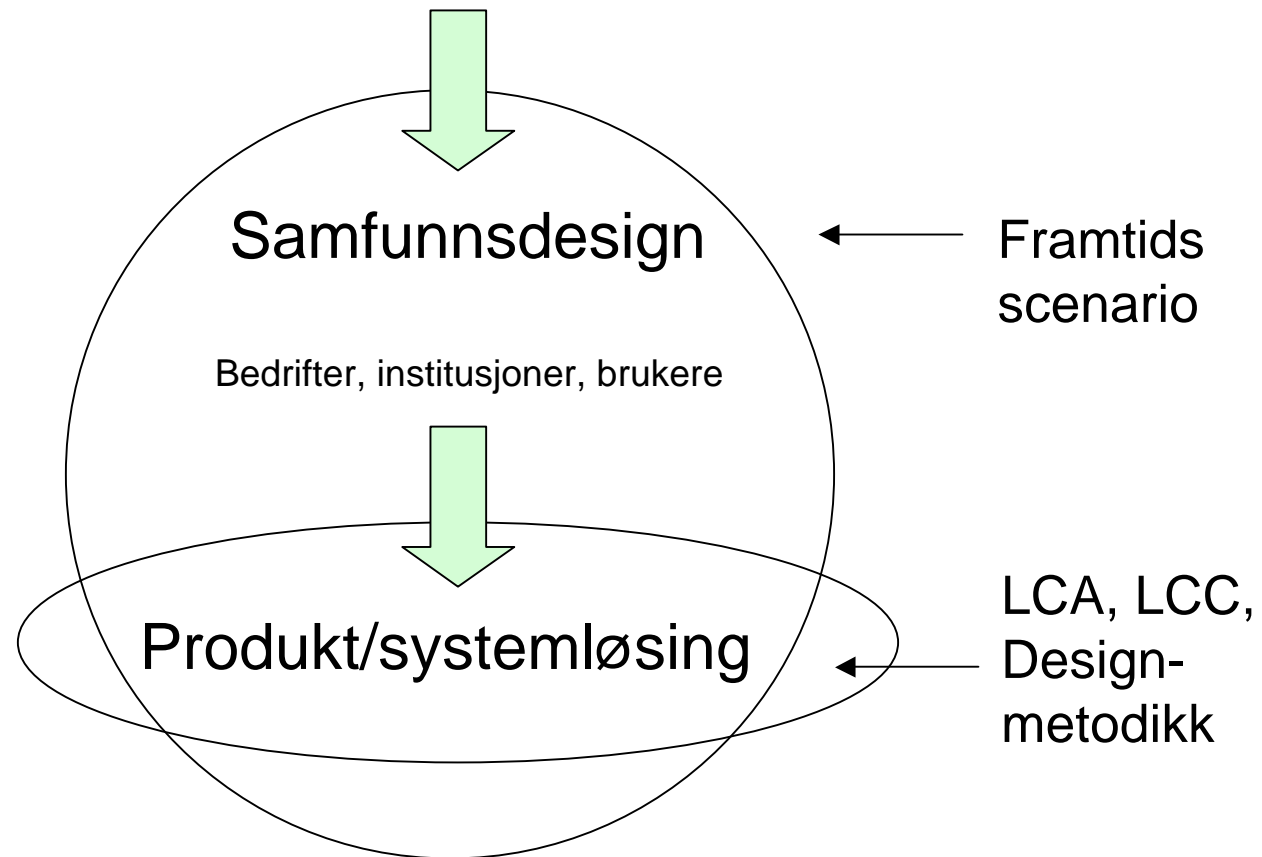 Samfunnsdesign
Framtids
scenario
Bedrifter, institusjoner, brukere
Produkt/systemløsing
LCA, LCC,
Design-
metodikk